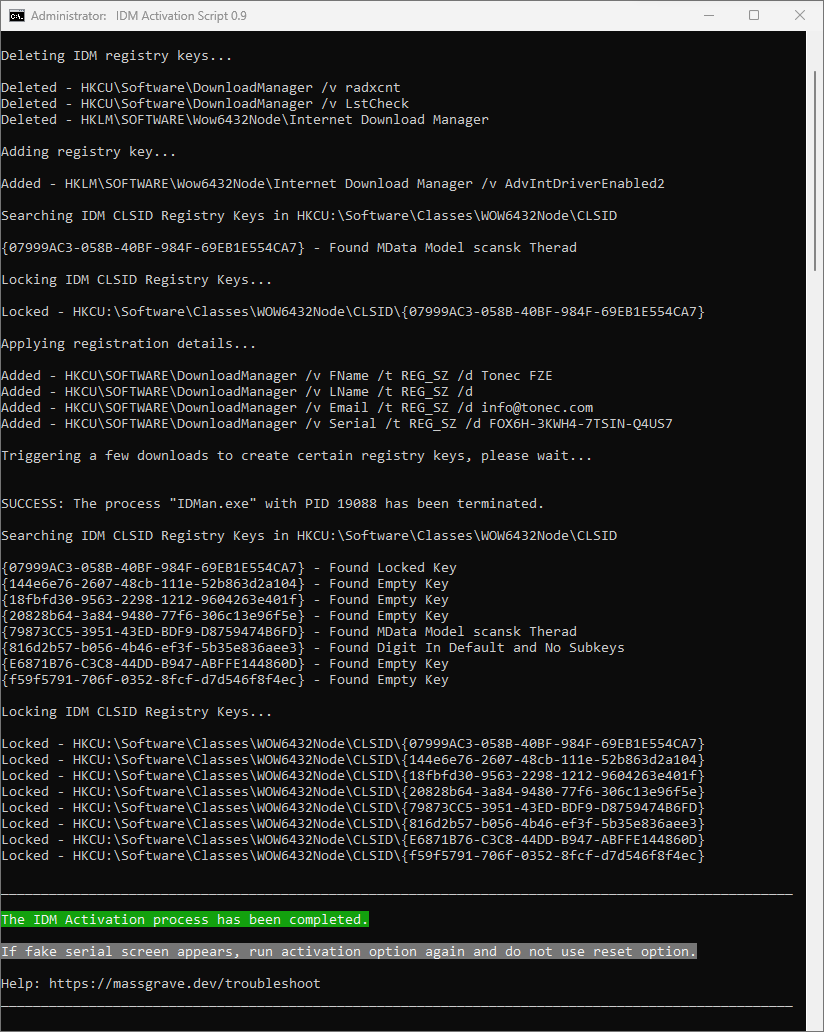 Administrator: IDM Activation Script 0.9
Deleting IDM registry keys...
Deleted - HKCU\Software\DownloadManager /v radxcnt
Deleted - HKCU\Software\DownloadManager /v LstCheck
Deleted - HKLM\SOFTWARE\Wow6432Node\Internet Download Manager
Adding registry key...
Added - HKLM\SOFTWARE\Wow6432Node\Internet Download Manager /v AdvIntDriverEnabled2
Searching IDM CLSID Registry Keys in HKCU:\Software\Classes\WOW6432Node\CLSID
{07999AC3-058B-40BF-984F-69EB1E554CA7} - Found MData Model scansk Therad
Locking IDM CLSID Registry Keys...
Locked - HKCU:\Software\Classes\WOW6432Node\CLSID\{07999AC3-058B-40BF-984F-69EB1E554CA7}
Applying registration details...
Added - HKCU\SOFTWARE\DownloadManager /v FName /t REG_SZ /d Tonec FZE
Added - HKCU\SOFTWARE\DownloadManager /v LName /t REG_SZ /d
Added - HKCU\SOFTWARE\DownloadManager /v Email /t REG_SZ /d info@tonec.com
Added - HKCU\SOFTWARE\DownloadManager /v Serial /t REG_SZ /d FOX6H-3KWH4-7TSIN-Q4US7
Triggering a few downloads to create certain registry keys, please wait...
SUCCESS: The process "IDMan.exe" with PID 19088 has been terminated.
Searching IDM CLSID Registry Keys in HKCU:\Software\Classes\WOW6432Node\CLSID
{07999AC3-058B-40BF-984F-69EB1E554CA7} - Found Locked Key
{144e6e76-2607-48cb-111e-52b863d2a104} - Found Empty Key
{18fbfd30-9563-2298-1212-9604263e401f} - Found Empty Key
{20828b64-3a84-9480-77f6-306c13e96f5e} - Found Empty Key
{79873CC5-3951-43ED-BDF9-D8759474B6FD} - Found MData Model scansk Therad
{816d2b57-b056-4b46-ef3f-5b35e836aee3} - Found Digit In Default and No Subkeys
{E6871B76-C3C8-44DD-B947-ABFFE144860D} - Found Empty Key
{f59f5791-706f-0352-8fcf-d7d546f8f4ec} - Found Empty Key
Locking IDM CLSID Registry Keys...
Locked - HKCU:\Software\Classes\WOW6432Node\CLSID\{07999AC3-058B-40BF-984F-69EB1E554CA7}
Locked - HKCU:\Software\Classes\WOW6432Node\CLSID\{144e6e76-2607-48cb-111e-52b863d2a104}
Locked - HKCU:\Software\Classes\WOW6432Node\CLSID\{18fbfd30-9563-2298-1212-9604263e401f}
Locked - HKCU:\Software\Classes\WOW6432Node\CLSID\{20828b64-3a84-9480-77f6-306c13e96f5e}
Locked - HKCU:\Software\Classes\WOW6432Node\CLSID\{79873CC5-3951-43ED-BDF9-D8759474B6FD}
Locked - HKCU:\Software\Classes\WOW6432Node\CLSID\{816d2b57-b056-4b46-ef3f-5b35e836aee3}
Locked - HKCU:\Software\Classes\WOW6432Node\CLSID\{E6871B76-C3C8-44DD-B947-ABFFE144860D}
Locked - HKCU:\Software\Classes\WOW6432Node\CLSID\{f59f5791-706f-0352-8fcf-d7d546f8f4ec}
The IDM Activation process has been completed.
If fake serial screen appears, run activation option again and do not use reset option.
Help: https://massgrave.dev/troubleshoot